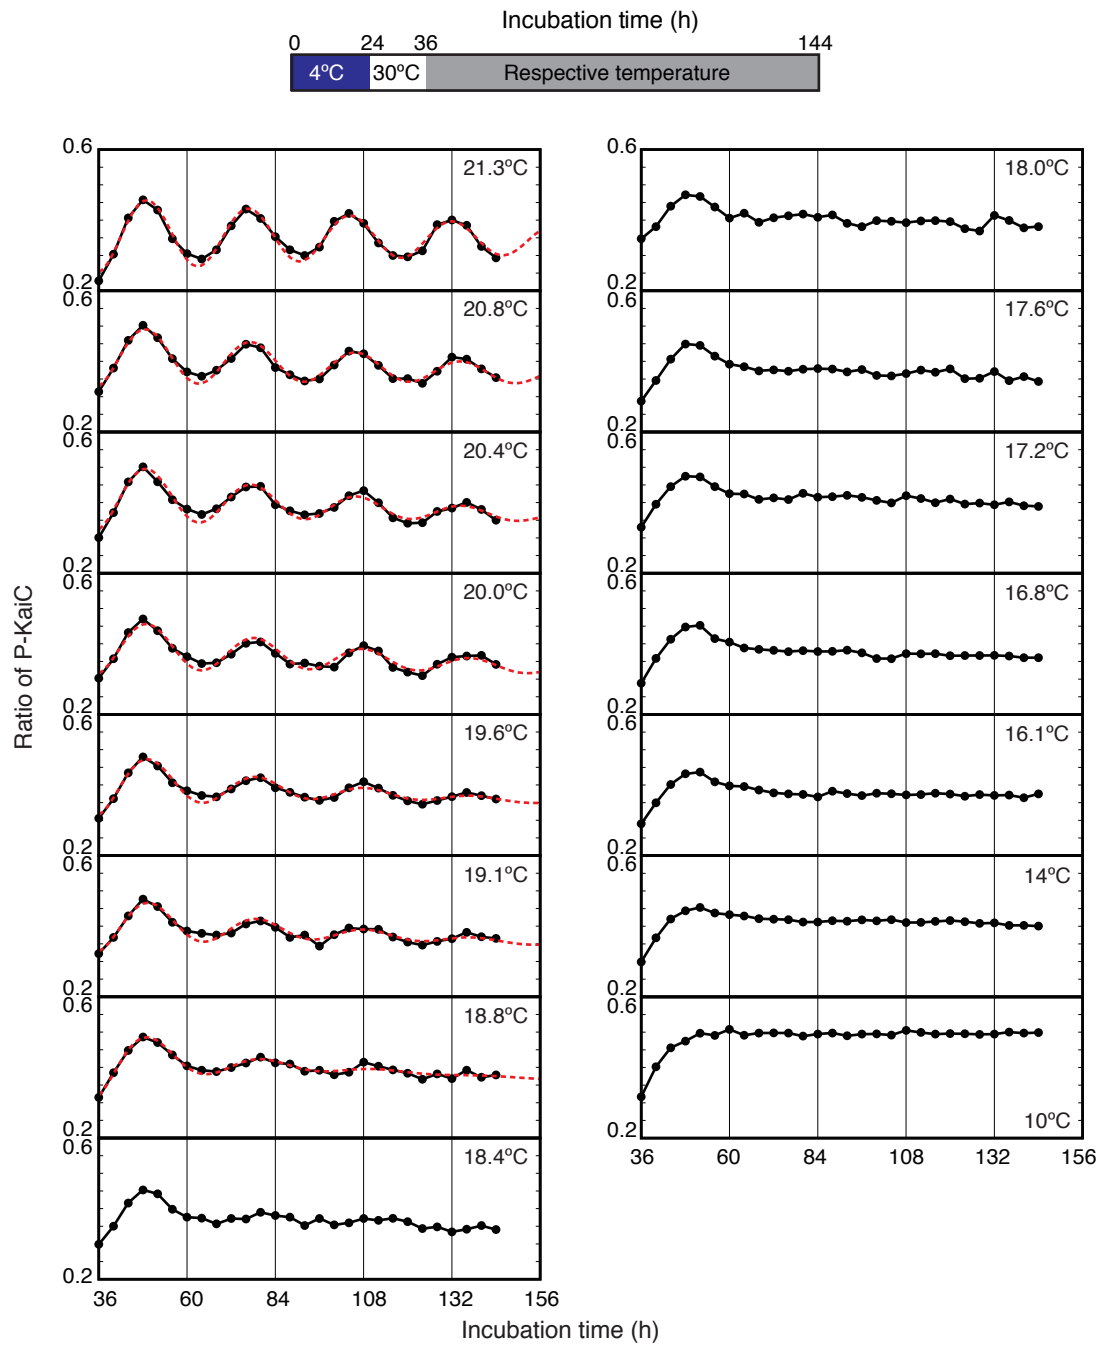 Incubation time (h)
0 24 36 144
4ºC 30ºC Respective temperature
Ratio of P-KaiC
0.6
21.3ºC
0.2
0.6
20.8ºC
0.2
0.6
20.4ºC
0.2
0.6
20.0ºC
0.2
0.6
19.6ºC
0.2
0.6
19.1ºC
0.2
0.6
18.8ºC
0.2
0.6
18.4ºC
0.2
36 60 84 108 132 156
0.6
18.0ºC
0.2
0.6
17.6ºC
0.2
0.6
17.2ºC
0.2
0.6
16.8ºC
0.2
0.6
16.1ºC
0.2
0.6
14ºC
0.2
0.6
10ºC
0.2
36 60 84 108 132 156
Incubation time (h)